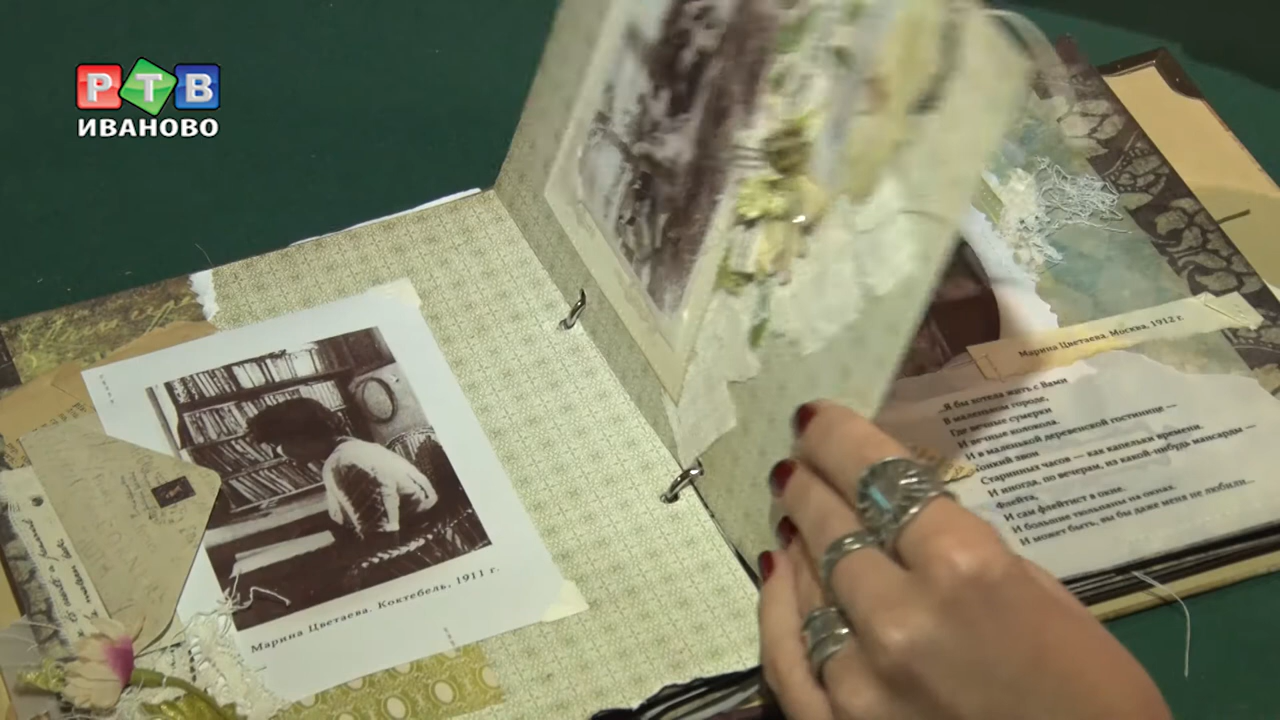 РТВ
ИВАНОВО
Марина Цветаева. Коктебель, 1911 г.
Марина Цветаева. Москва, 1912 г.
...Я бы хотела жить с Вами
В маленьком городе,
Где вечные сумерки
И вечные колокола.
И в маленькой деревенской гостинице —
Тонкий звон
Старинных часов — как капельки времени.
И иногда, по вечерам, из какой-нибудь мансарды —
Флейта,
И сам флейтист в окне.
И большие тюльпаны на окнах.
И может быть, вы бы даже меня не любили...